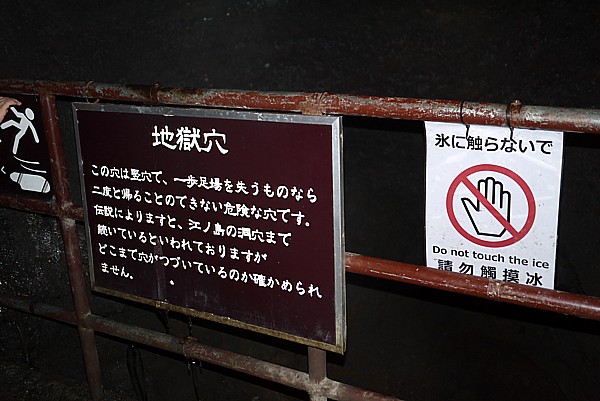 地獄穴
この穴は竪穴で、一歩足場を失うものなら
二度と帰ることのできない危険な穴です。
伝説によりますと、江ノ島の洞穴まで
続いているといわれておりますが
どこまで穴がつづいているのか確かめられ
ません。
氷に触らないで
Do not touch the ice
請勿觸摸冰